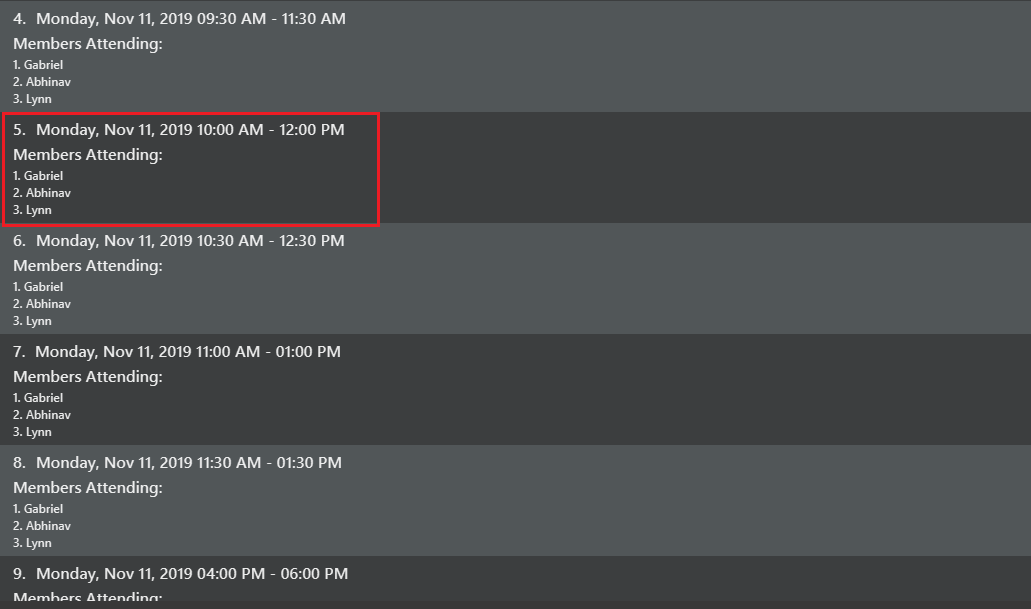 4. Monday, Nov 11, 2019 09:30 AM - 11:30 AM
Members Attending:
1. Gabriel
2. Abhinav
3. Lynn
5. Monday, Nov 11, 2019 10:00 AM - 12:00 PM
Members Attending:
1. Gabriel
2. Abhinav
3. Lynn
6. Monday, Nov 11, 2019 10:30 AM - 12:30 PM
Members Attending:
1. Gabriel
2. Abhinav
3. Lynn
7. Monday, Nov 11, 2019 11:00 AM - 01:00 PM
Members Attending:
1. Gabriel
2. Abhinav
3. Lynn
8. Monday, Nov 11, 2019 11:30 AM - 01:30 PM
Members Attending:
1. Gabriel
2. Abhinav
3. Lynn
9. Monday, Nov 11, 2019 04:00 PM - 06:00 PM
Members Attending: